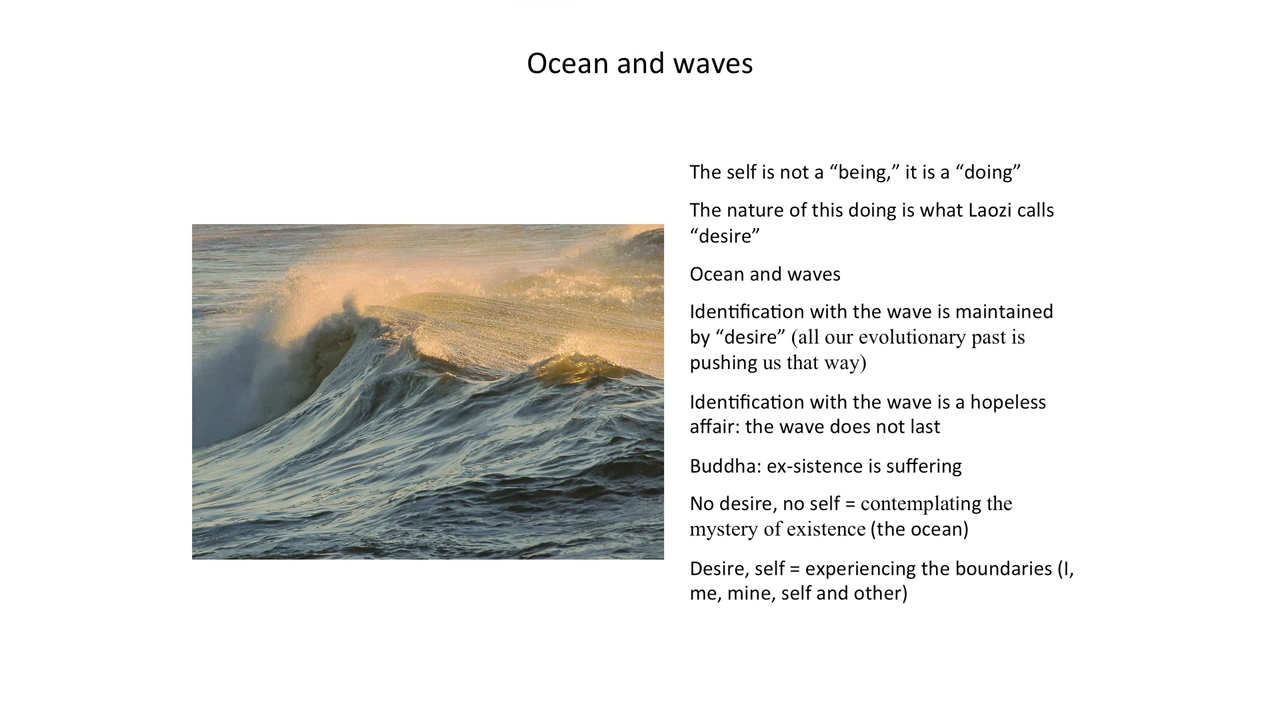 Ocean and waves
The self is not a “being,” it is a “doing”
The nature of this doing is what Laozi calls
“desire”
Ocean and waves
Identification with the wave is maintained
by “desire” (all our evolutionary past is
pushing us that way)
Identification with the wave is a hopeless
affair: the wave does not last
Buddha: ex-sistence is suffering
No desire, no self = contemplating the
mystery of existence (the ocean)
Desire, self = experiencing the boundaries (I,
me, mine, self and other)